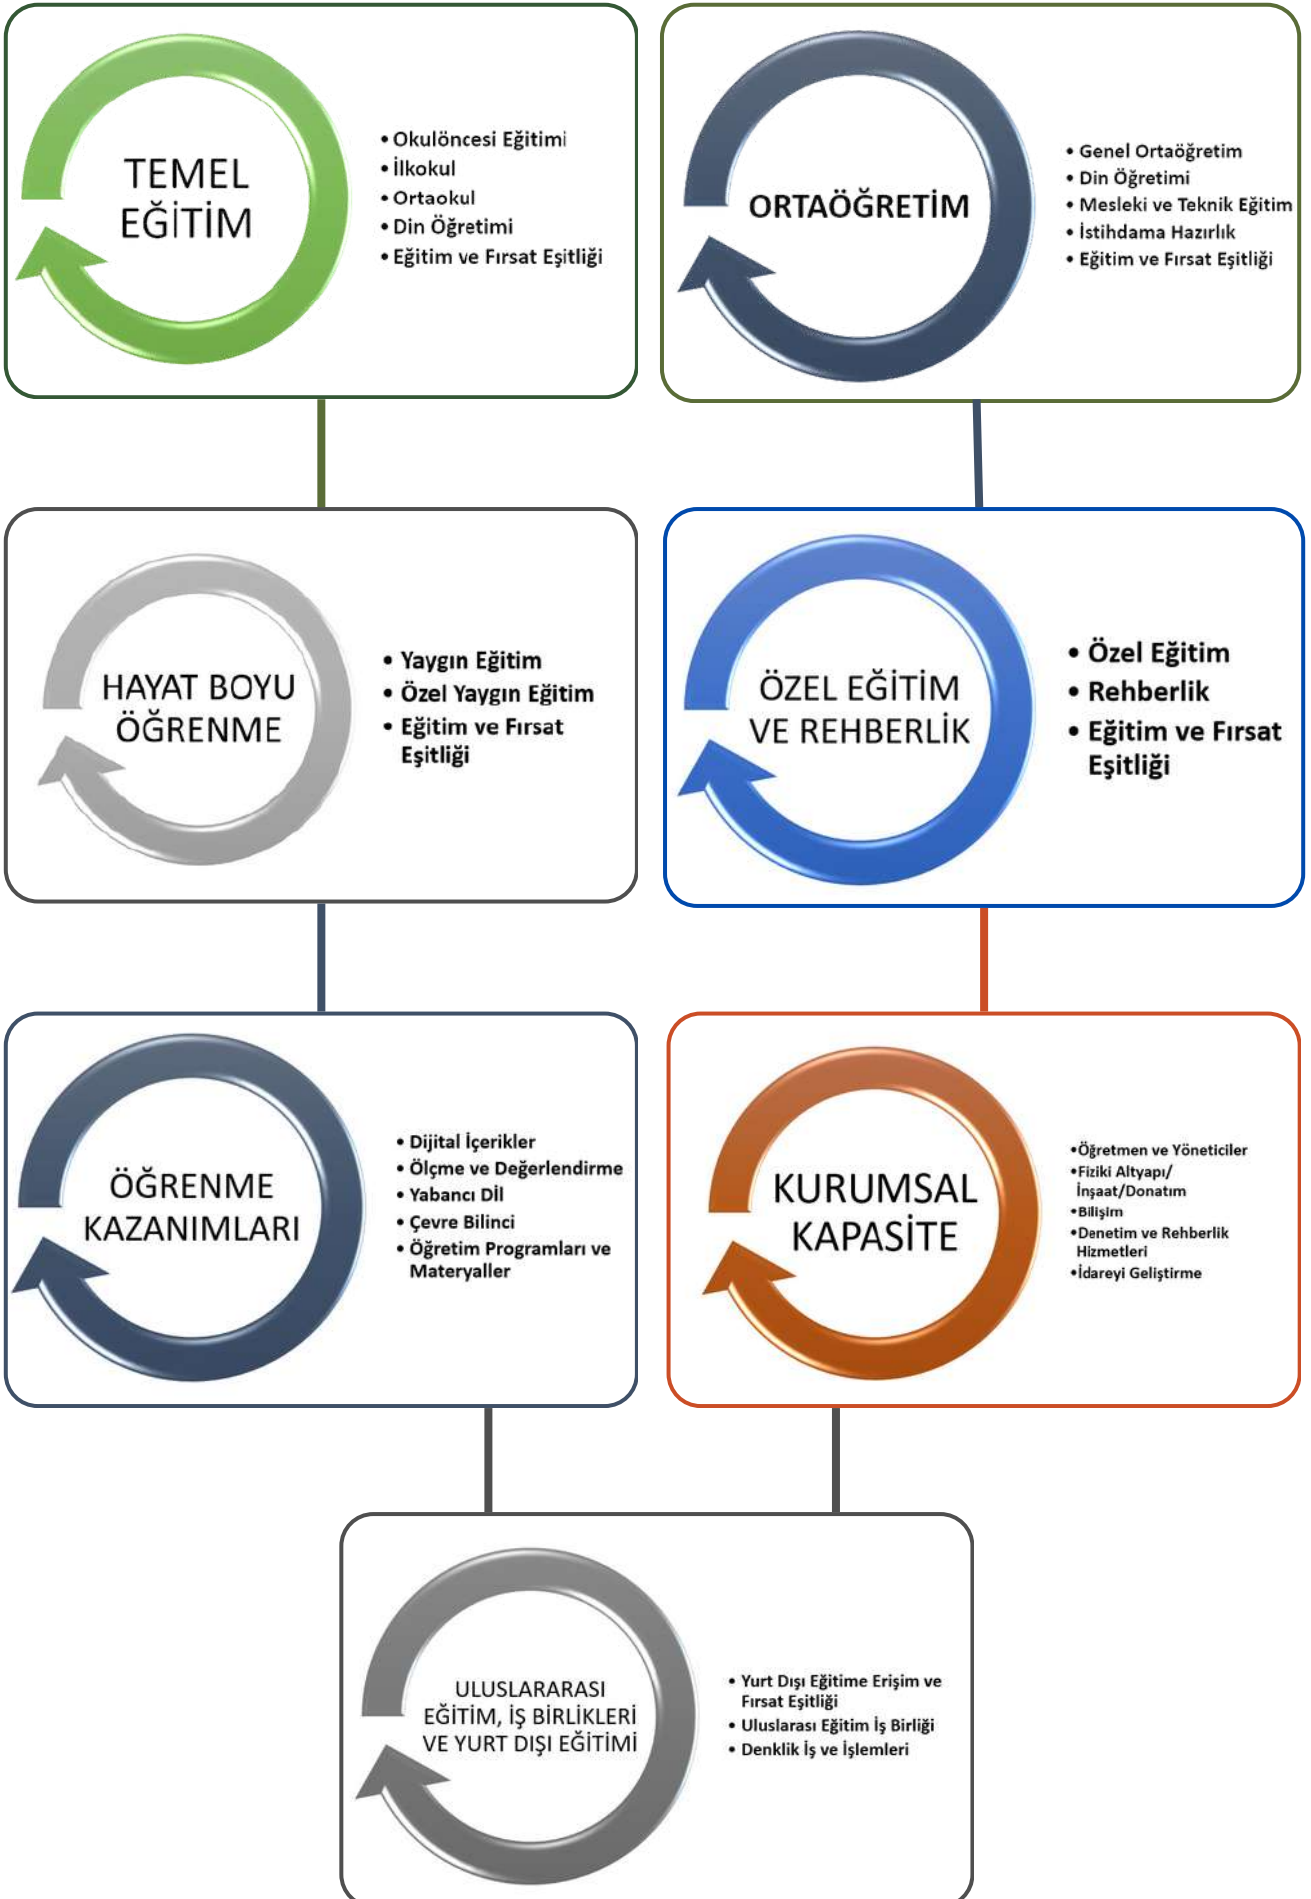 TEMEL
EĞİTİM
• Okulöncesi Eğitimi
• İlkokul
• Ortaokul
• Din Öğretimi
• Eğitim ve Fırsat Eşitliği
ORTAÖĞRETİM
• Genel Ortaöğretim
• Din Öğretimi
• Mesleki ve Teknik Eğitim
• İstihdama Hazırlık
• Eğitim ve Fırsat Eşitliği
HAYAT BOYU
ÖĞRENME
• Yaygın Eğitim
• Özel Yaygın Eğitim
• Eğitim ve Fırsat
Eşitliği
ÖZEL EĞİTİM
VE REHBERLİK
• Özel Eğitim
• Rehberlik
• Eğitim ve Fırsat
Eşitliği
ÖĞRENME
KAZANIMLARI
• Dijital İçerikler
• Ölçme ve Değerlendirme
• Yabancı Dİl
• Çevre Bilinci
• Öğretim Programları ve
Materyaller
KURUMSAL
KAPASİTE
•Öğretmen ve Yöneticiler
•Fiziki Altyapı/
İnşaat/Donatım
•Bilişim
•Denetim ve Rehberlik
Hizmetleri
•İdareyi Geliştirme
ULUSLARARASI
EĞİTİM, İŞ BİRLİKLERİ
VE YURT DIŞI EĞİTİMİ
• Yurt Dışı Eğitime Erişim ve
Fırsat Eşitliği
• Uluslarası Eğitim İş Birliği
• Denklik İş ve İşlemleri